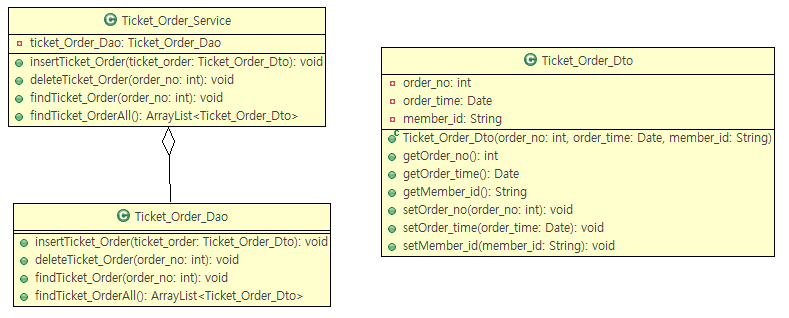 Ticket_Order_Service
ticket_Order_Dao: Ticket_Order_Dao
insertTicket_Order(ticket_order: Ticket_Order_Dto): void
deleteTicket_Order(order_no: int): void
findTicket_Order(order_no: int): void
findTicket_OrderAll(): ArrayList<Ticket_Order_Dto>
Ticket_Order_Dao
insertTicket_Order(ticket_order: Ticket_Order_Dto): void
deleteTicket_Order(order_no: int): void
findTicket_Order(order_no: int): void
findTicket_OrderAll(): ArrayList<Ticket_Order_Dto>
Ticket_Order_Dto
order_no: int
order_time: Date
member_id: String
Ticket_Order_Dto(order_no: int, order_time: Date, member_id: String)
getOrder_no(): int
getOrder_time(): Date
getMember_id(): String
setOrder_no(order_no: int): void
setOrder_time(order_time: Date): void
setMember_id(member_id: String): void